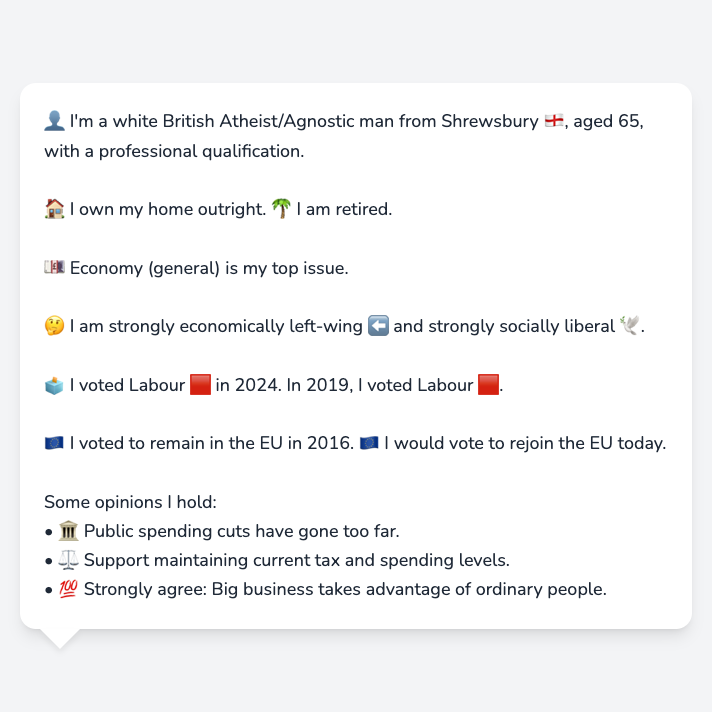 👤 I'm a white British Atheist/Agnostic man from Shrewsbury 🏴󠁧󠁢󠁥󠁮󠁧󠁿, aged 65,
with a professional qualification.
🏠 I own my home outright. 🌴 I am retired.
💷 Economy (general) is my top issue.
🤔 I am strongly economically left-wing ⬅️ and strongly socially liberal 🕊️.
🗳️ I voted Labour 🟥 in 2024. In 2019, I voted Labour 🟥.
🇪🇺 I voted to remain in the EU in 2016. 🇪🇺 I would vote to rejoin the EU today.
Some opinions I hold:
• 🏛️ Public spending cuts have gone too far.
• ⚖️ Support maintaining current tax and spending levels.
• 💯 Strongly agree: Big business takes advantage of ordinary people.